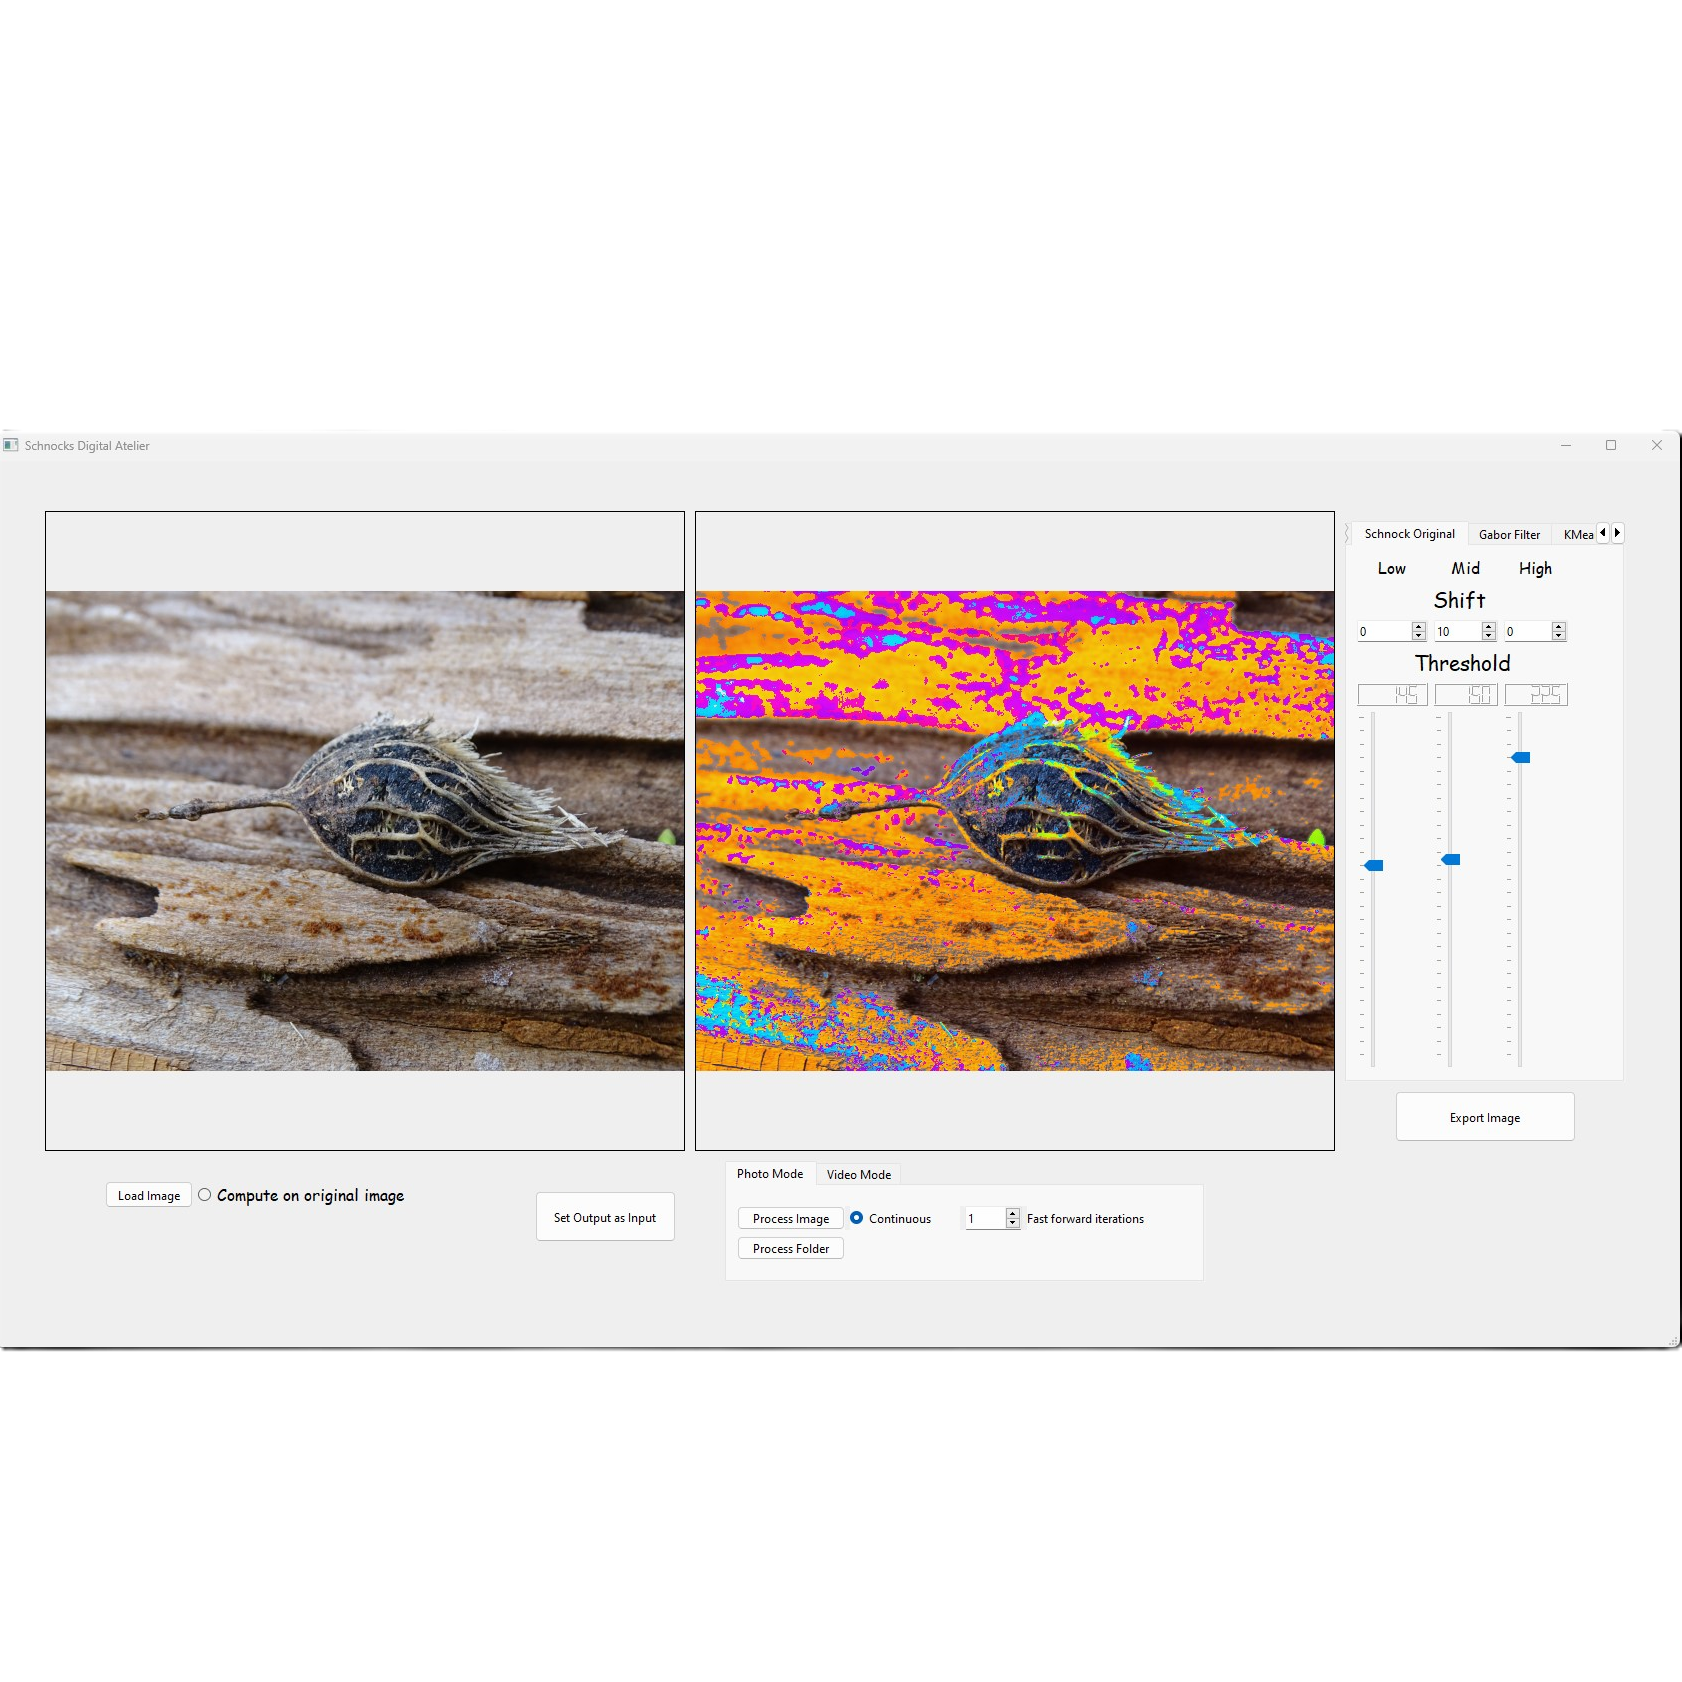 Schnocks Digital Atelier
Schnock Original Gabor Filter KMea
Low Mid High
Shift
0 10 0
Threshold
145 150 225
Export Image
Load Image Compute on original image
Set Output as Input
Photo Mode Video Mode
Process Image Continuous 1 Fast forward iterations
Process Folder